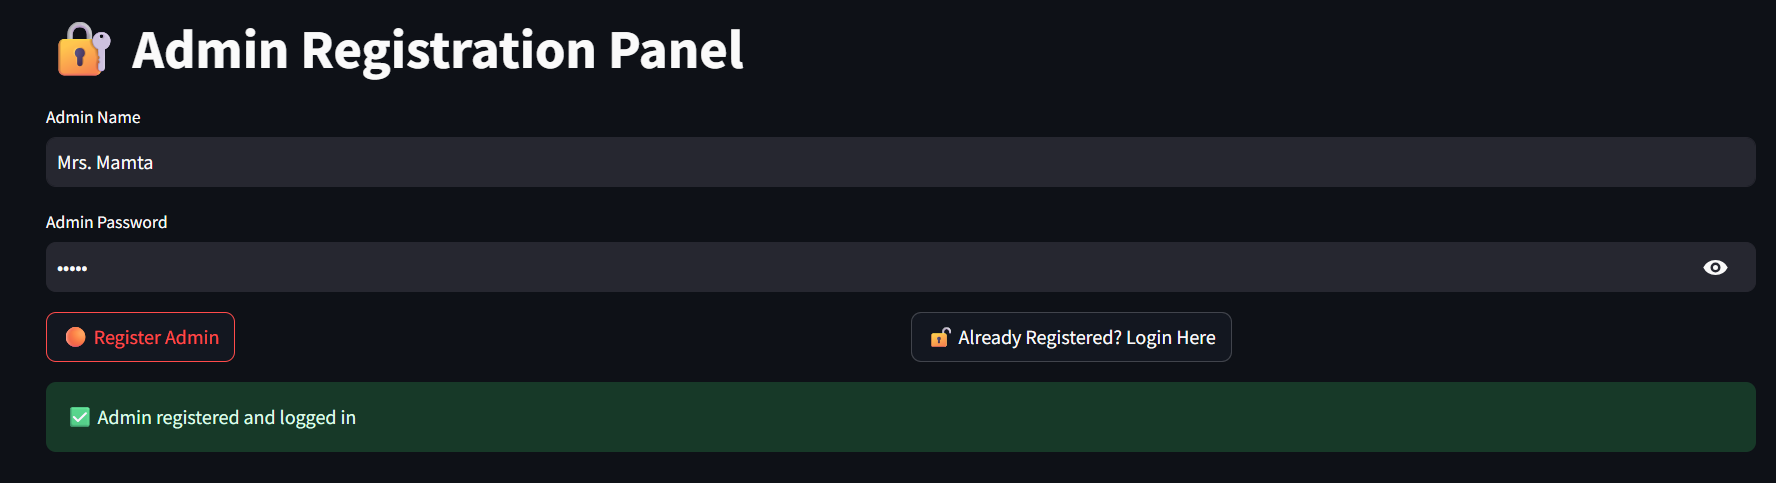 Admin Registration Panel
Admin Name
Mrs. Mamta
Admin Password
•••••
Register Admin
Already Registered? Login Here
Admin registered and logged in